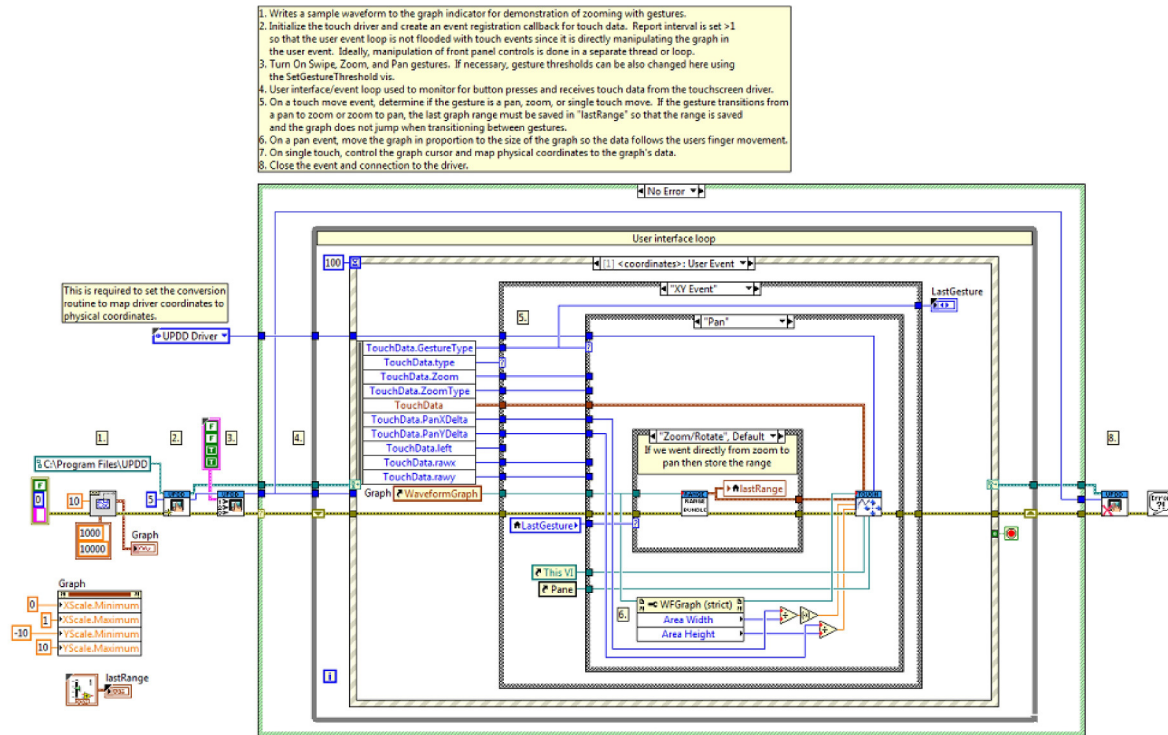 1. Writes a sample waveform to the graph indicator for demonstration of zooming with gestures.
2. Initialize the touch driver and create an event registration callback for touch data.  Report interval is set >1
so that the user event loop is not flooded with touch events since it is directly manipulating the graph in
the user event.  Ideally, manipulation of front panel controls is done in a separate thread or loop.
3. Turn On Swipe, Zoom, and Pan gestures.  If necessary, gesture thresholds can be also changed here using
the SetGestureThreshold vis.
4. User interface/event loop used to monitor for button presses and receives touch data from the touchscreen driver.
5. On a touch move event, determine if the gesture is a pan, zoom, or single touch move.  If the gesture transitions from
a pan to zoom or zoom to pan, the last graph range must be saved in "lastRange" so that the range is saved
and the graph does not jump when transitioning between gestures.
6. On a pan event, move the graph in proportion to the size of the graph so the data follows the users finger movement.
7. On single touch, control the graph cursor and map physical coordinates to the graph's data.
8. Close the event and connection to the driver.
No Error
User interface loop
100
[1] <coordinates>: User Event
This is required to set the conversion
routine to map driver coordinates to
physical coordinates.
"XY Event"
LastGesture
5.
"Pan"
UPDD Driver
TouchData.GestureType
TouchData.type
TouchData.Zoom
TouchData.ZoomType
TouchData
TouchData.PanXDelta
TouchData.PanYDelta
TouchData.left
TouchData.rawx
TouchData.rawy
F
F
T
T
1.
2.
3.
4.
8.
"Zoom/Rotate", Default
If we went directly from zoom to
pan then store the range
C:\Program Files\UPDD
Graph
WaveformGraph
lastRange
F
0
10
5
UPDD
UPDD
RANGE
BUNDLE
UPDD
1000
10000
Graph
LastGesture
Error
?!
This VI
Pane
Graph
0
XScale.Minimum
1
XScale.Maximum
-10
YScale.Minimum
10
YScale.Maximum
6.
WFGraph (strict)
Area Width
Area Height
lastRange
i